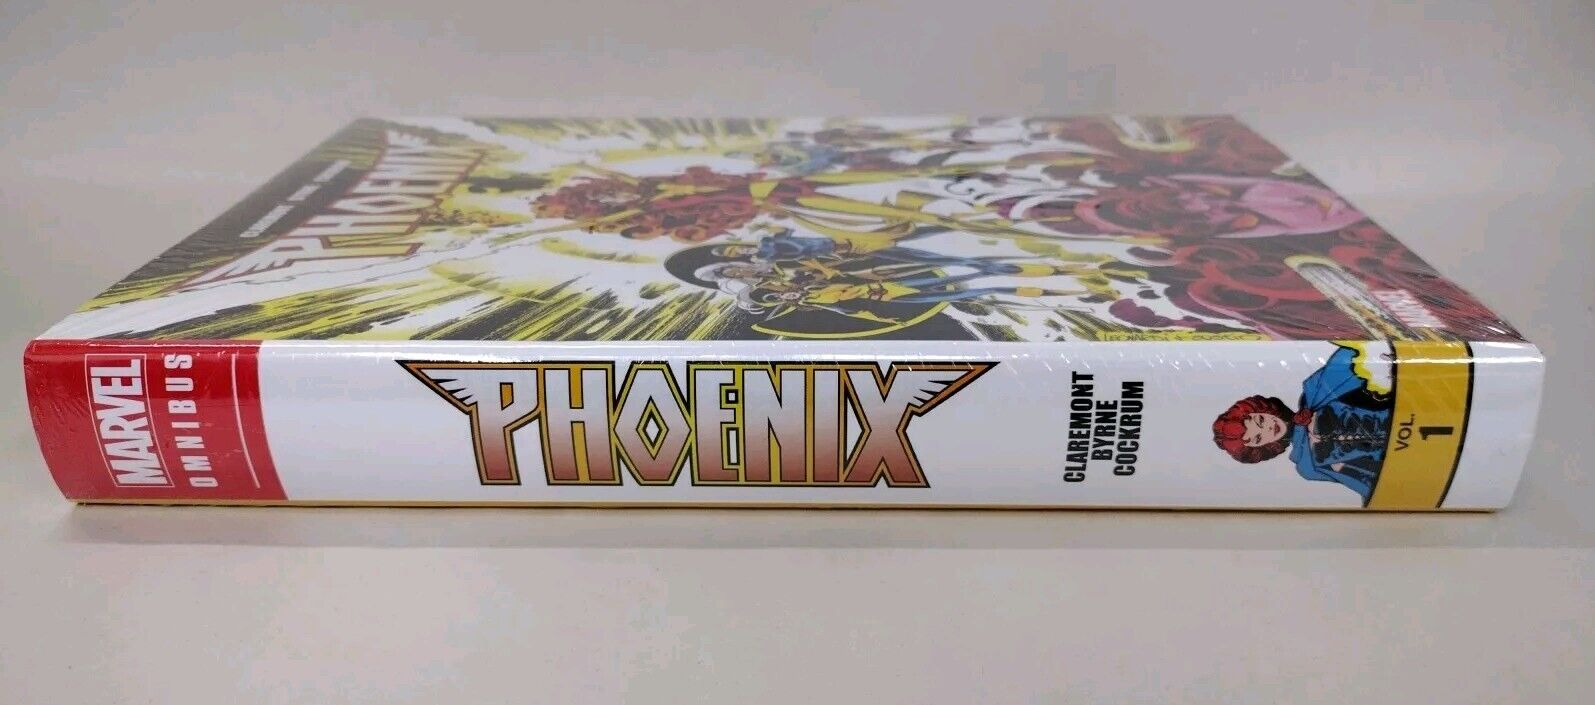 MARVEL
OMNIBUS
PHOENIX
CLAREMONT
BYRNE
COCKRUM
VOL.
1
PHOENIX